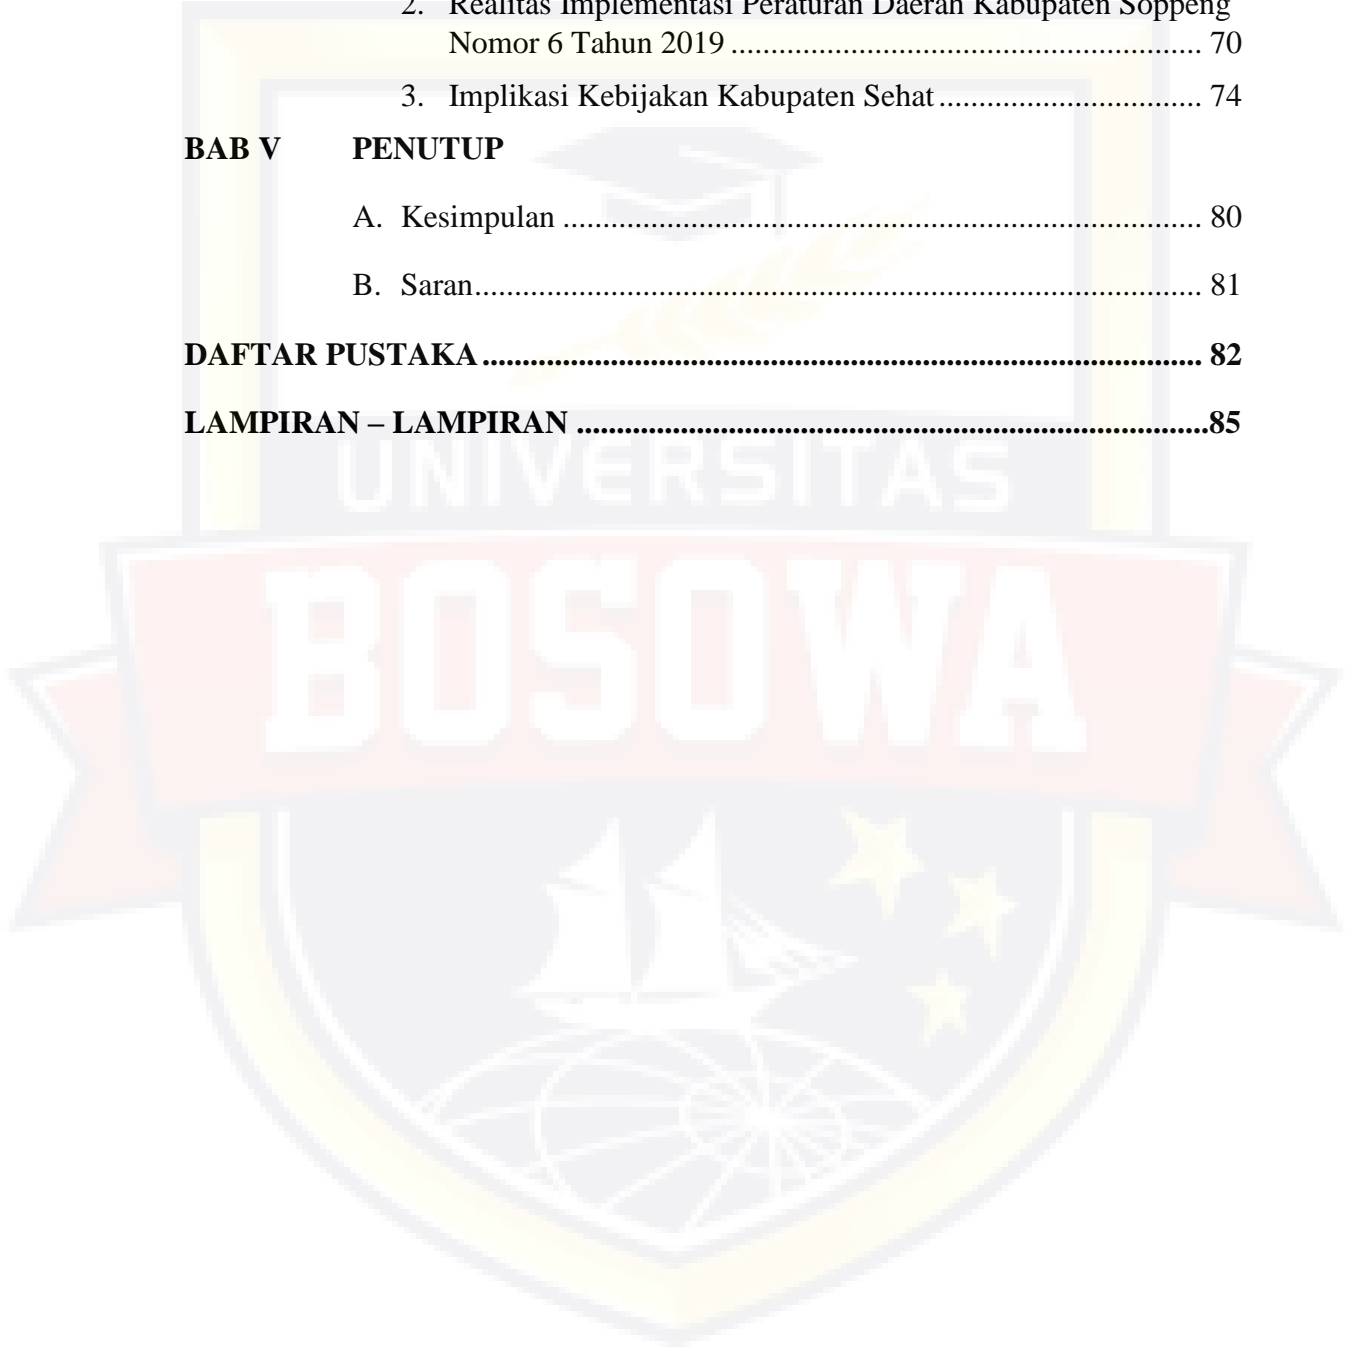 2. Realitas Implementasi Peraturan Daerah Kabupaten Soppeng
Nomor 6 Tahun 2019 ........................................................... 70
3. Implikasi Kebijakan Kabupaten Sehat ................................. 74
BAB V PENUTUP
A. Kesimpulan ................................................................................ 80
B. Saran........................................................................................... 81
DAFTAR PUSTAKA .......................................................................................... 82
LAMPIRAN – LAMPIRAN ...............................................................................85
UNIVERSITAS
BOSOWA